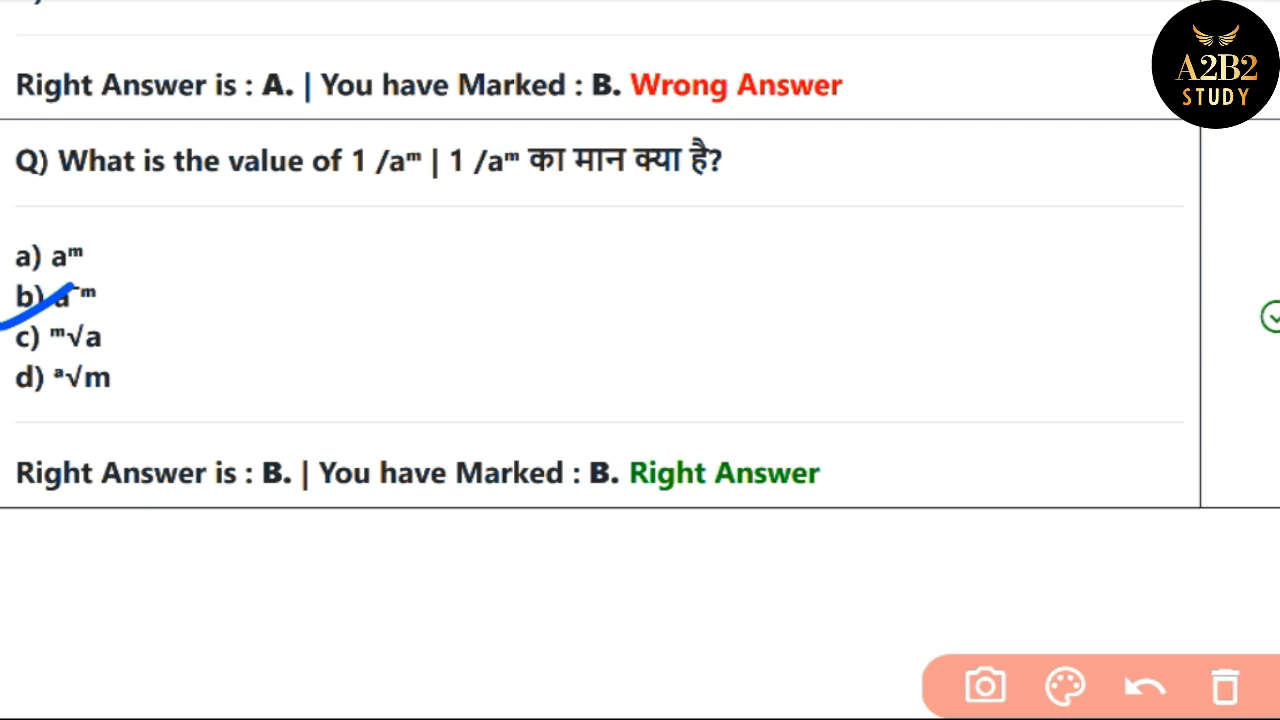 A2B2
STUDY
Right Answer is : A. | You have Marked : B. Wrong Answer
Q) What is the value of 1 /aᵐ | 1 /aᵐ का मान क्या है?
a) aᵐ
b) a⁻ᵐ
c) ᵐ√a
d) ᵃ√m
Right Answer is : B. | You have Marked : B. Right Answer